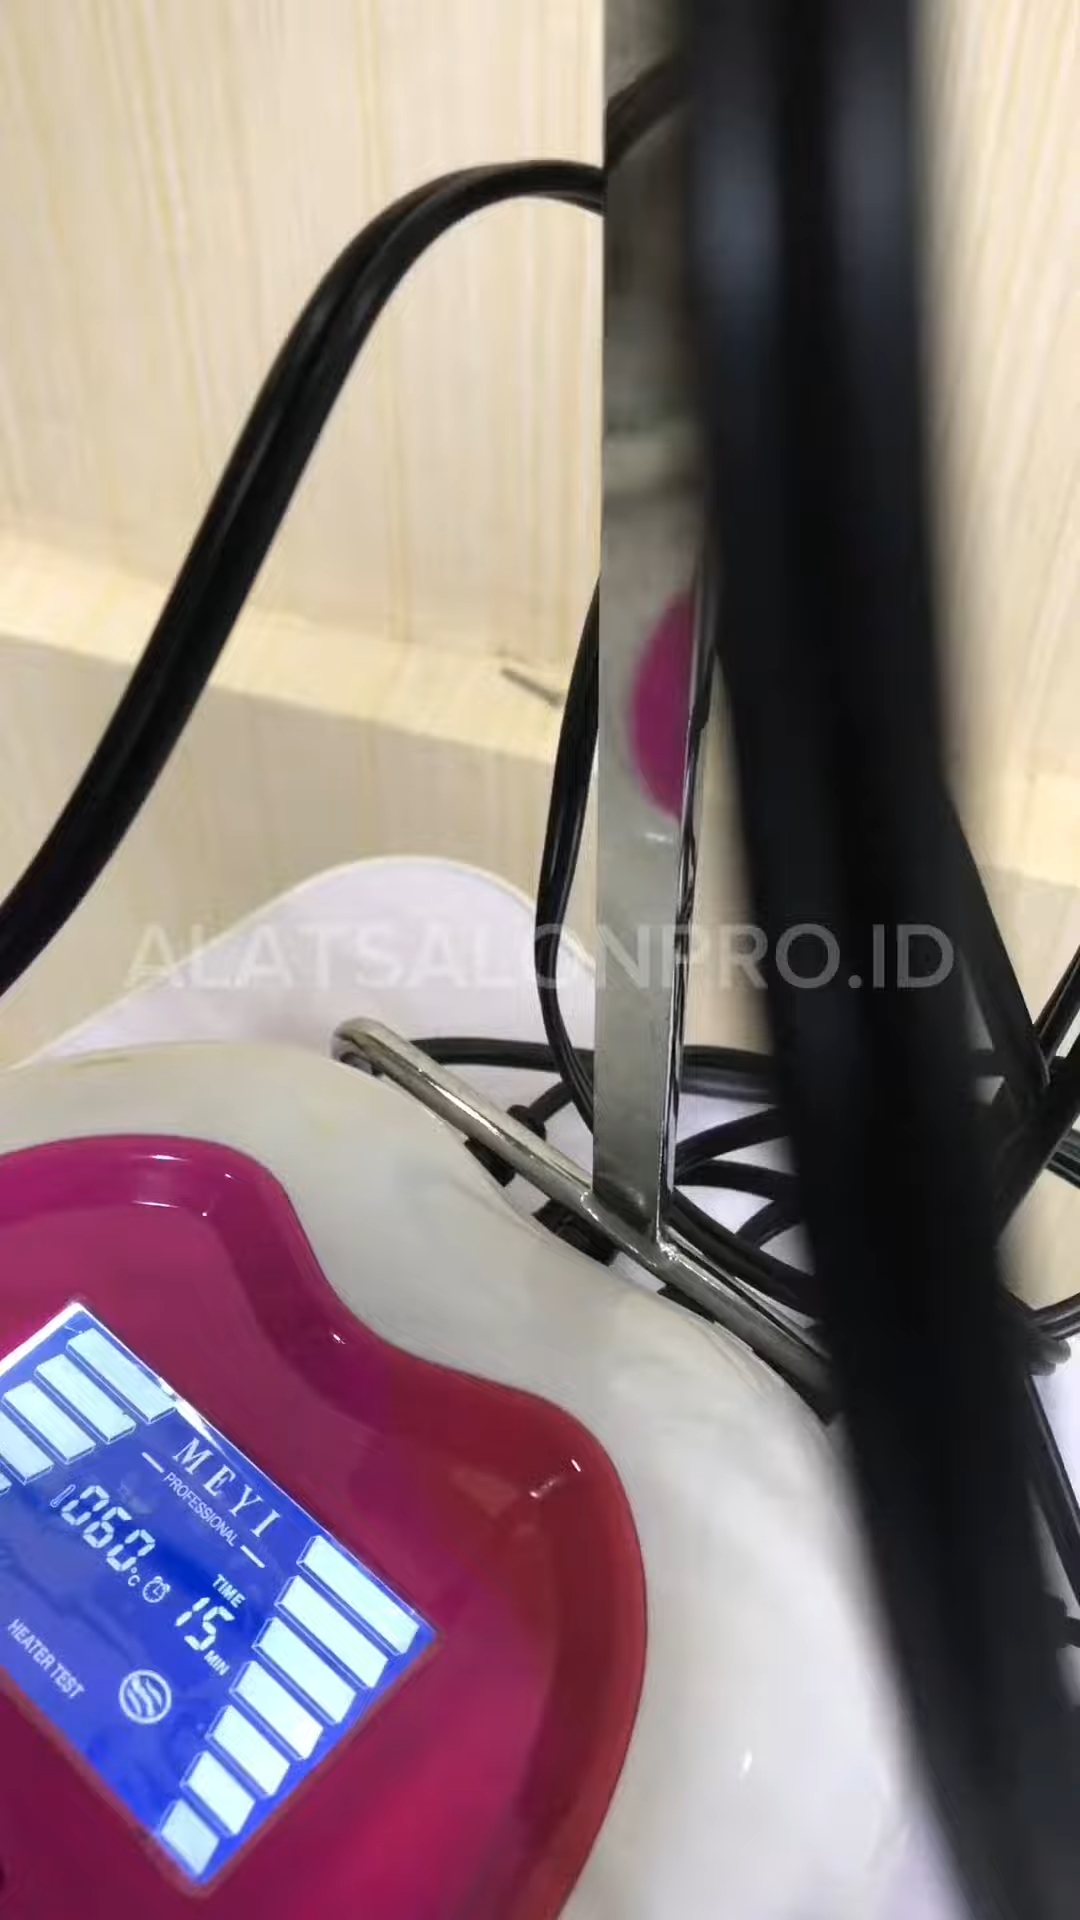 ALATSALONPRO.ID
MEYI
PROFESSIONAL
060°C
TIME
15 MIN
HEATER TEST